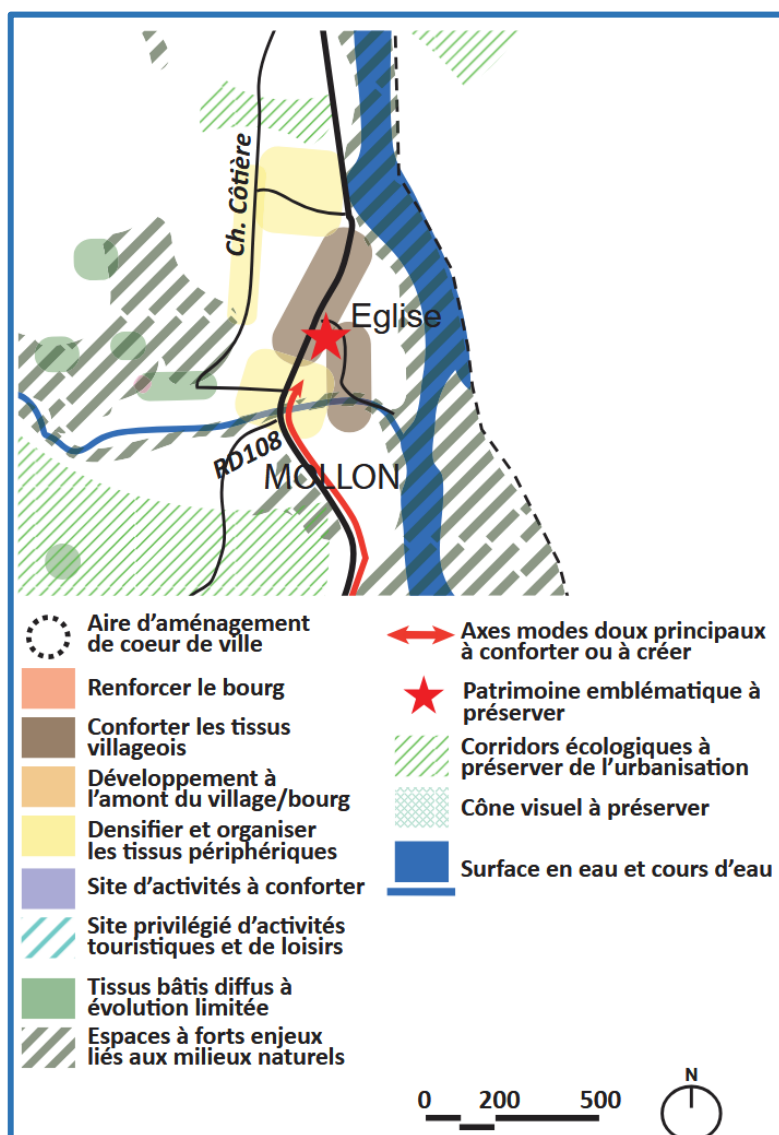 Ch. Côtière
Eglise
RD108
MOLLON
Aire d'aménagement
de coeur de ville
Renforcer le bourg
Conforter les tissus
villageois
Développement à
l'amont du village/bourg
Densifier et organiser
les tissus périphériques
Site d'activités à conforter
Site privilégié d'activités
touristiques et de loisirs
Tissus bâtis diffus à
évolution limitée
Espaces à forts enjeux
liés aux milieux naturels
Axes modes doux principaux
à conforter ou à créer
Patrimoine emblématique à
préserver
Corridors écologiques à
préserver de l'urbanisation
Cône visuel à préserver
Surface en eau et cours d'eau
0 200 500
N